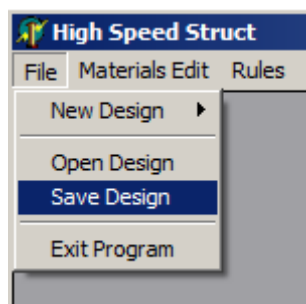 High Speed Struct
File Materials Edit Rules
New Design
Open Design
Save Design
Exit Program